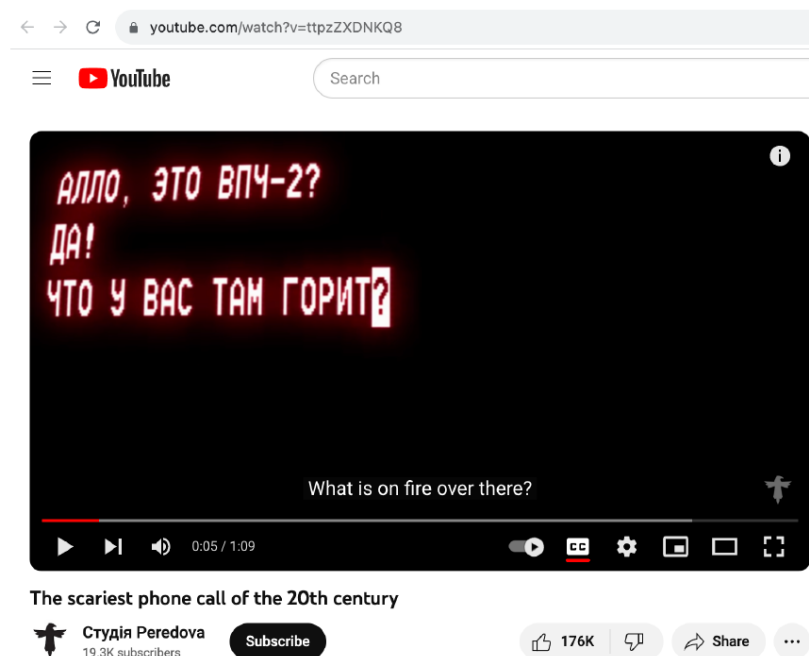 youtube.com/watch?v=ttpzZXDNKQ8
YouTube
Search
АЛЛО, ЭТО ВПЧ-2?
ДА!
ЧТО У ВАС ТАМ ГОРИТ?
What is on fire over there?
0:05 / 1:09
CC
The scariest phone call of the 20th century
Студія Peredova
Subscribe
176K
Share
19.3K subscribers